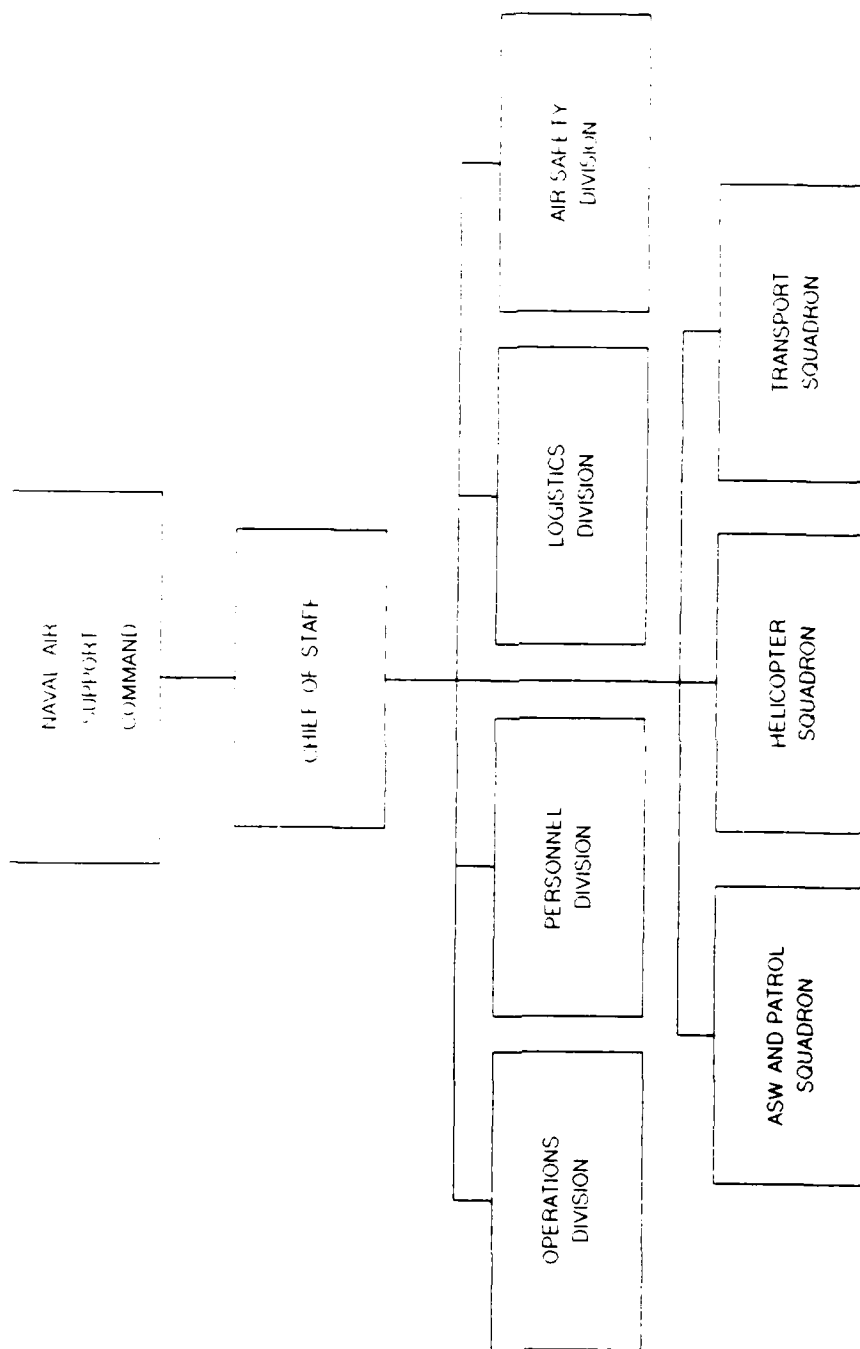 NAVAL AIR
SUPPORT
COMMAND
CHIEF OF STAFF
OPERATIONS
DIVISION
PERSONNEL
DIVISION
LOGISTICS
DIVISION
AIR SAFETY
DIVISION
ASW AND PATROL
SQUADRON
HELICOPTER
SQUADRON
TRANSPORT
SQUADRON